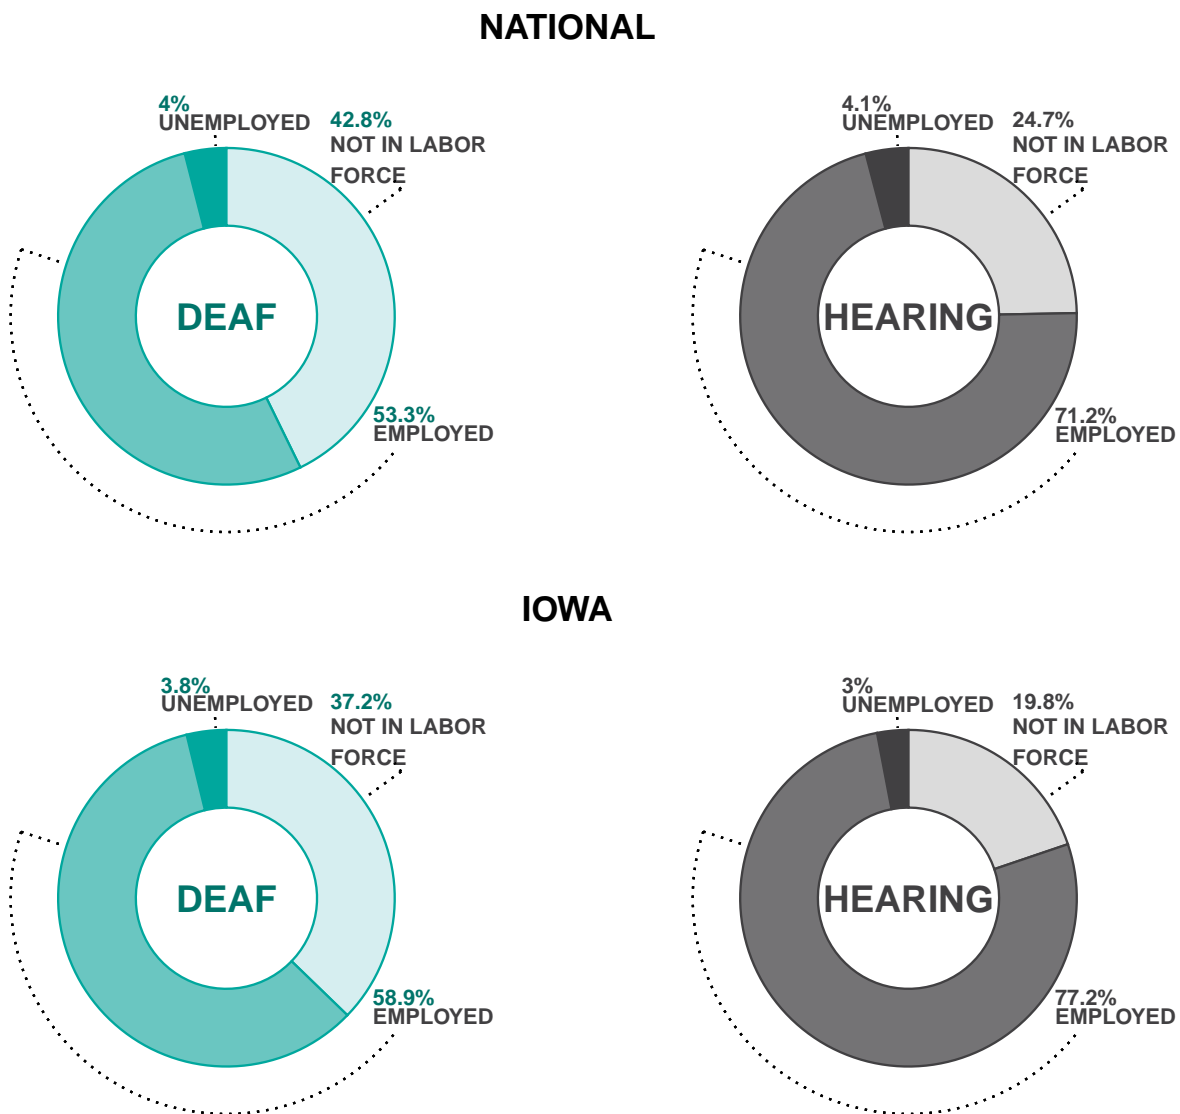 NATIONAL
4%
UNEMPLOYED
42.8%
NOT IN LABOR
FORCE
DEAF
53.3%
EMPLOYED
4.1%
UNEMPLOYED
24.7%
NOT IN LABOR
FORCE
HEARING
71.2%
EMPLOYED
IOWA
3.8%
UNEMPLOYED
37.2%
NOT IN LABOR
FORCE
DEAF
58.9%
EMPLOYED
3%
UNEMPLOYED
19.8%
NOT IN LABOR
FORCE
HEARING
77.2%
EMPLOYED